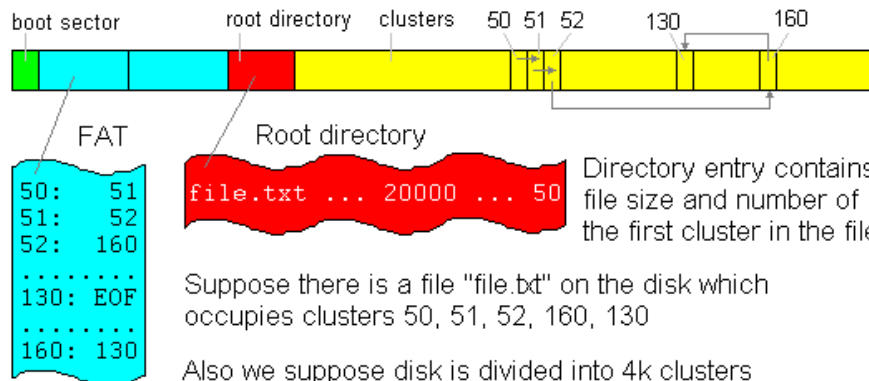 boot sector root directory clusters 50 51 52 130 160
FAT
Root directory
50: 51
51: 52
52: 160
........
130: EOF
........
160: 130
file.txt ... 20000 ... 50
Directory entry contains
file size and number of
the first cluster in the file
Suppose there is a file "file.txt" on the disk which
occupies clusters 50, 51, 52, 160, 130
Also we suppose disk is divided into 4k clusters